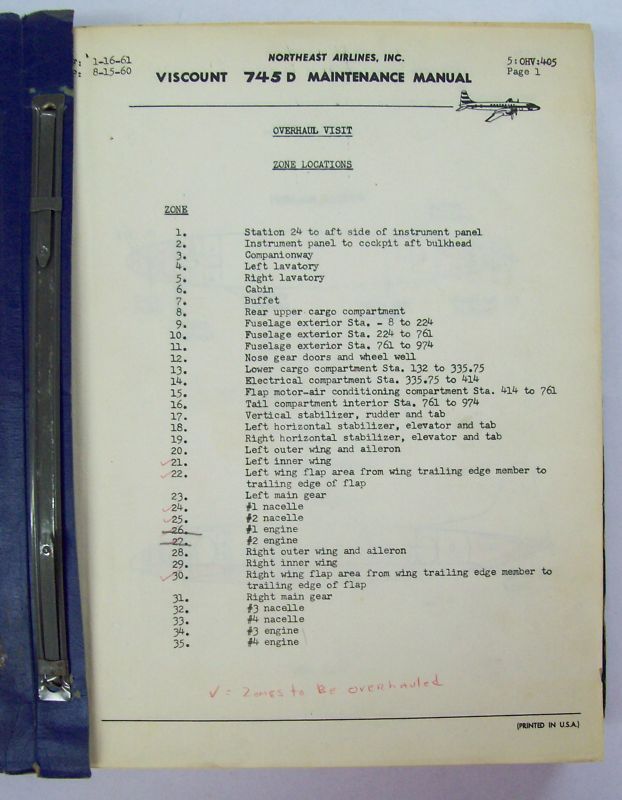 1-16-61
8-15-60
NORTHEAST AIRLINES, INC.
VISCOUNT 745 D MAINTENANCE MANUAL
5:OHV:405
Page 1
OVERHAUL VISIT
ZONE LOCATIONS
ZONE
1. Station 24 to aft side of instrument panel
2. Instrument panel to cockpit aft bulkhead
3. Companionway
4. Left lavatory
5. Right lavatory
6. Cabin
7. Buffet
8. Rear upper cargo compartment
9. Fuselage exterior Sta. - 8 to 224
10. Fuselage exterior Sta. 224 to 761
11. Fuselage exterior Sta. 761 to 974
12. Nose gear doors and wheel well
13. Lower cargo compartment Sta. 132 to 335.75
14. Electrical compartment Sta. 335.75 to 414
15. Flap motor-air conditioning compartment Sta. 414 to 761
16. Tail compartment interior Sta. 761 to 974
17. Vertical stabilizer, rudder and tab
18. Left horizontal stabilizer, elevator and tab
19. Right horizontal stabilizer, elevator and tab
20. Left outer wing and aileron
✓21. Left inner wing
✓22. Left wing flap area from wing trailing edge member to
trailing edge of flap
23. Left main gear
✓24. #1 nacelle
✓25. #2 nacelle
26. #1 engine
27. #2 engine
28. Right outer wing and aileron
29. Right inner wing
✓30. Right wing flap area from wing trailing edge member to
trailing edge of flap
31. Right main gear
32. #3 nacelle
33. #4 nacelle
34. #3 engine
35. #4 engine
✓ = Zones to Be overhauled
(PRINTED IN U.S.A.)